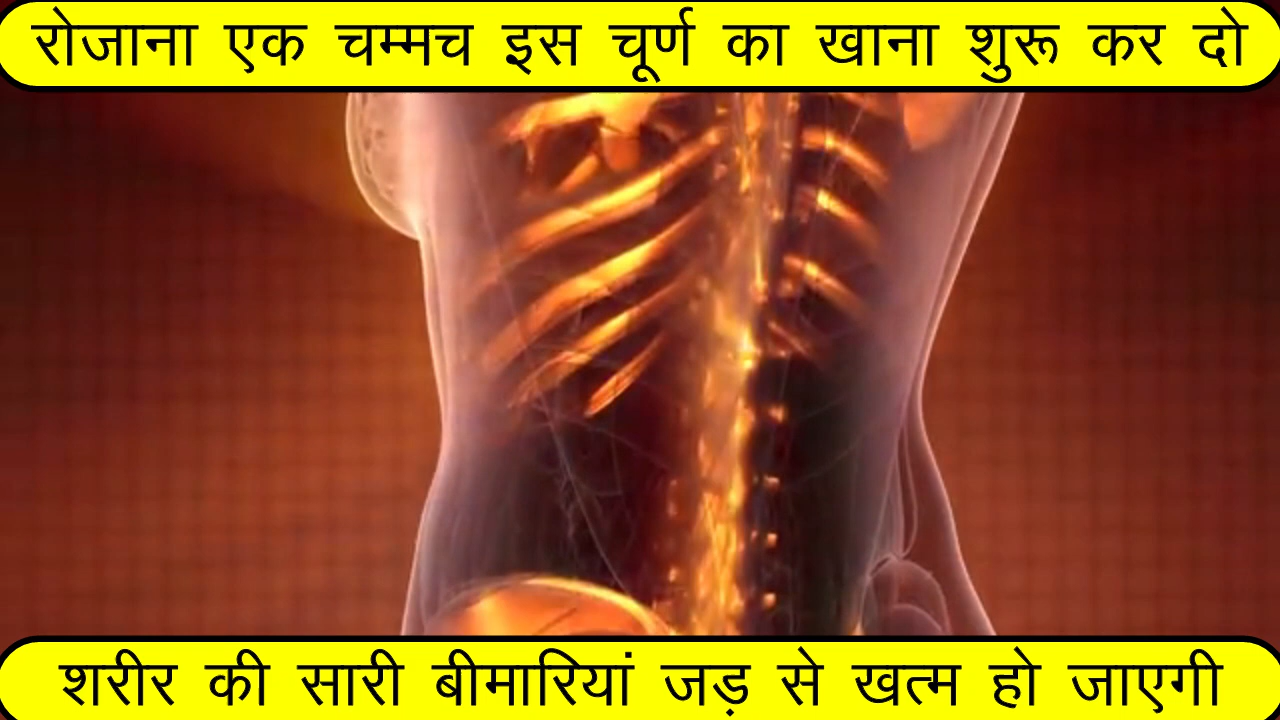 रोजाना एक चम्मच इस चूर्ण का खाना शुरू कर दो
शरीर की सारी बीमारियां जड़ से खत्म हो जाएगी